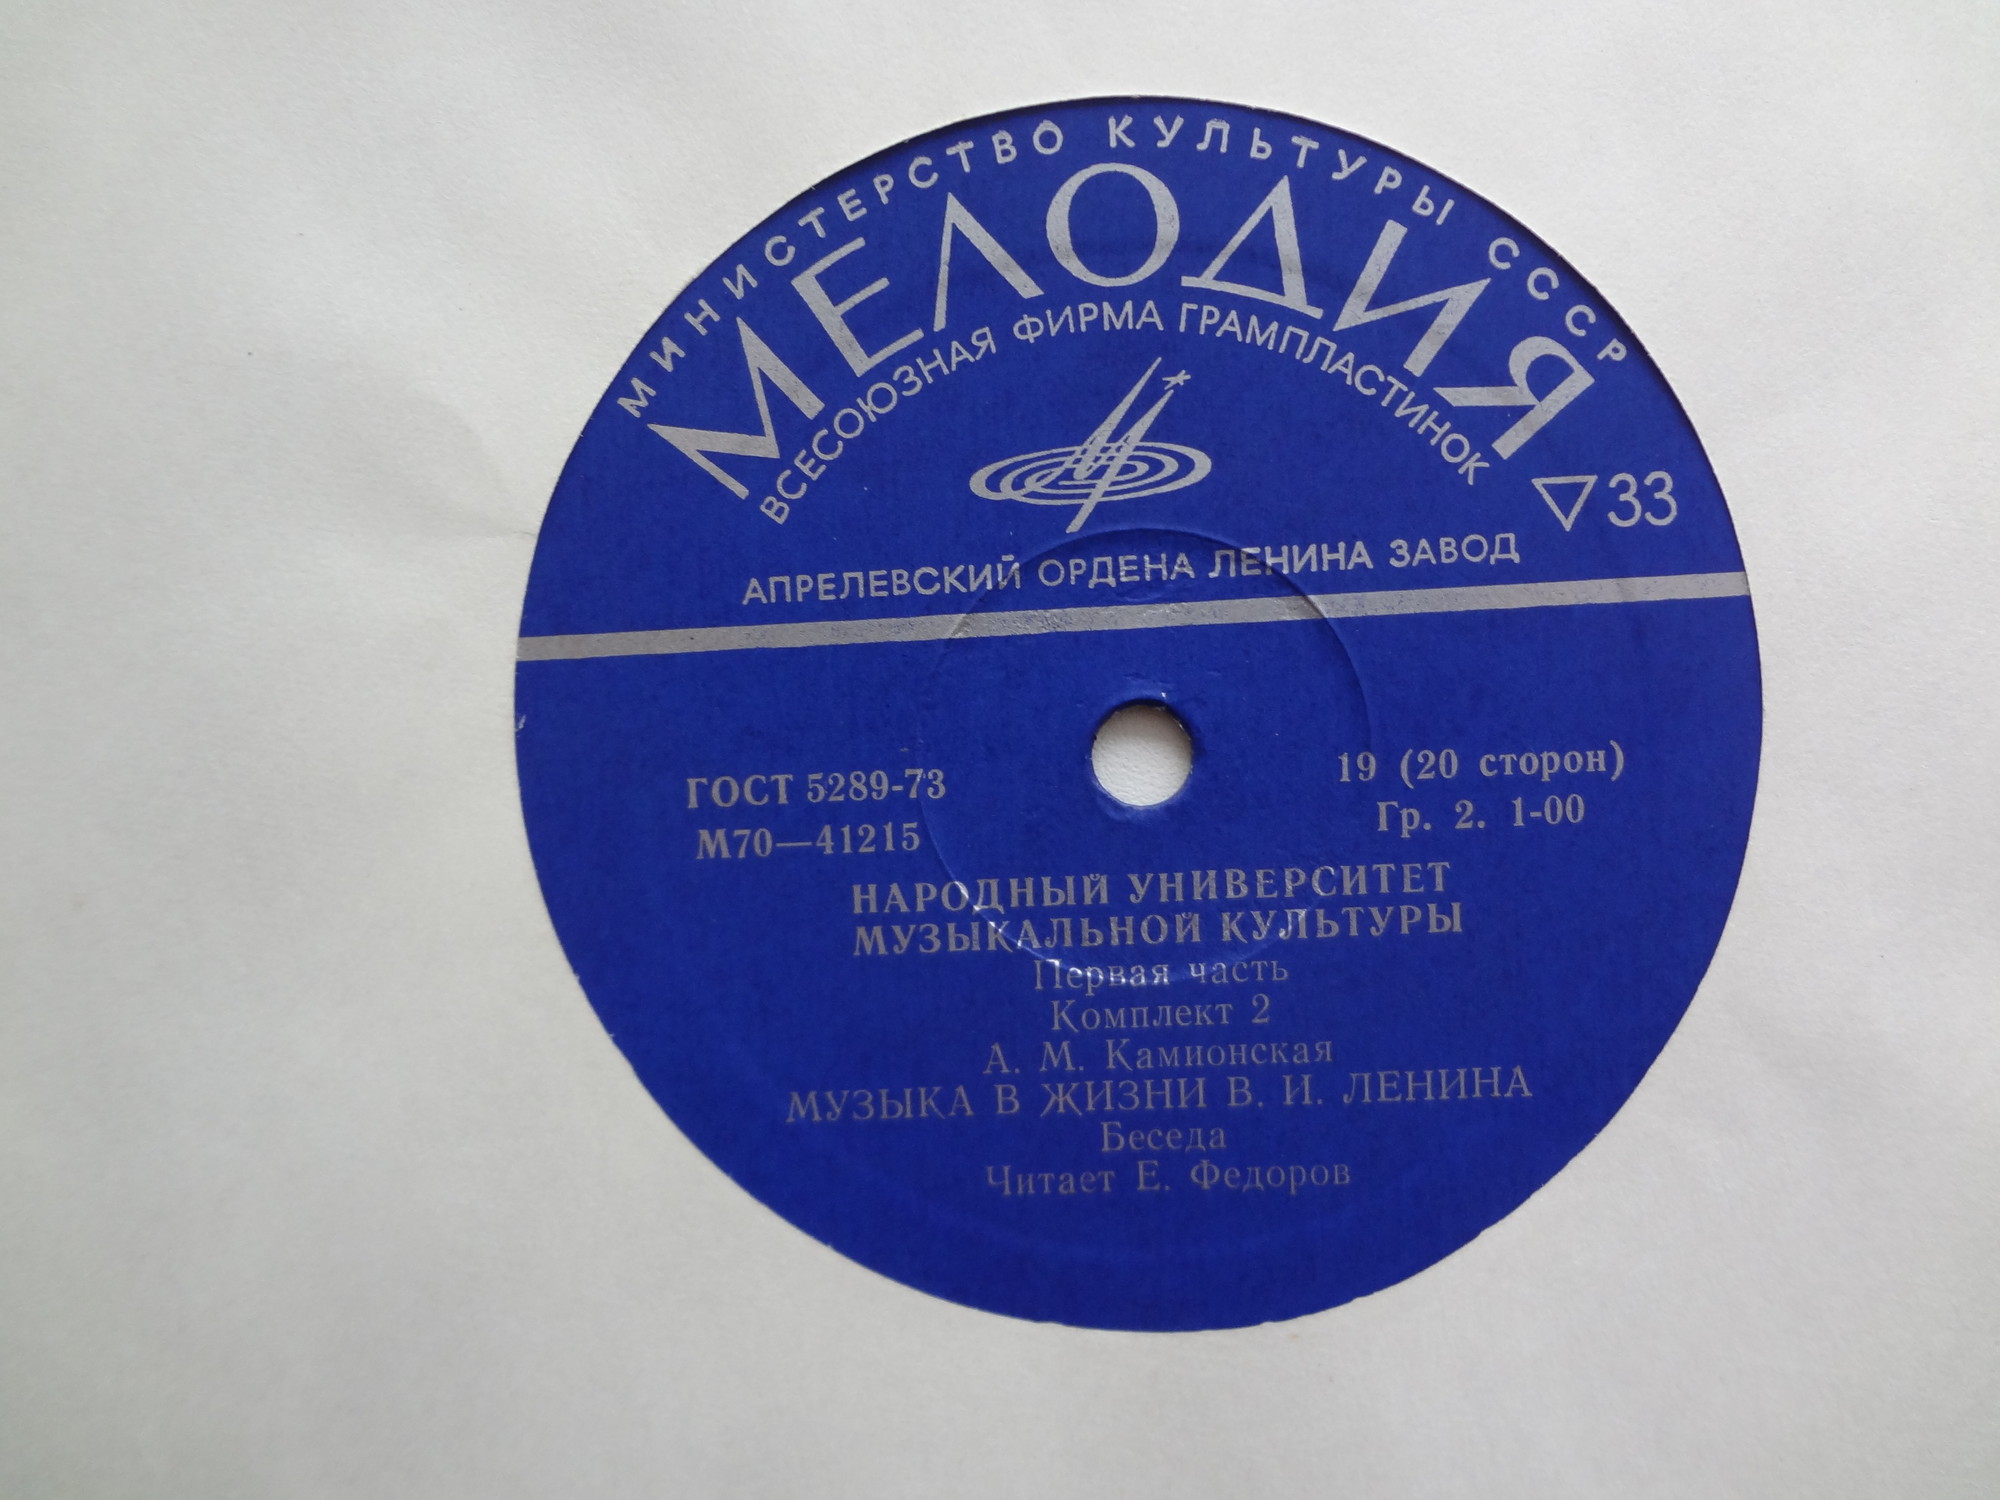 МИНИСТЕРСТВО КУЛЬТУРЫ СССР
МЕЛОДИЯ
ВСЕСОЮЗНАЯ ФИРМА ГРАМПЛАСТИНОК
33
АПРЕЛЕВСКИЙ ОРДЕНА ЛЕНИНА ЗАВОД
ГОСТ 5289-73
М70—41215
19 (20 сторон)
Гр. 2. 1-00
НАРОДНЫЙ УНИВЕРСИТЕТ
МУЗЫКАЛЬНОЙ КУЛЬТУРЫ
Первая часть
Комплект 2
А. М. Камионская
МУЗЫКА В ЖИЗНИ В. И. ЛЕНИНА
Беседа
Читает Е. Федоров